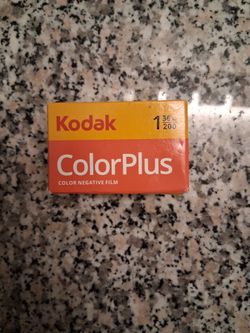 Kodak
1 36
200
ColorPlus
COLOR NEGATIVE FILM